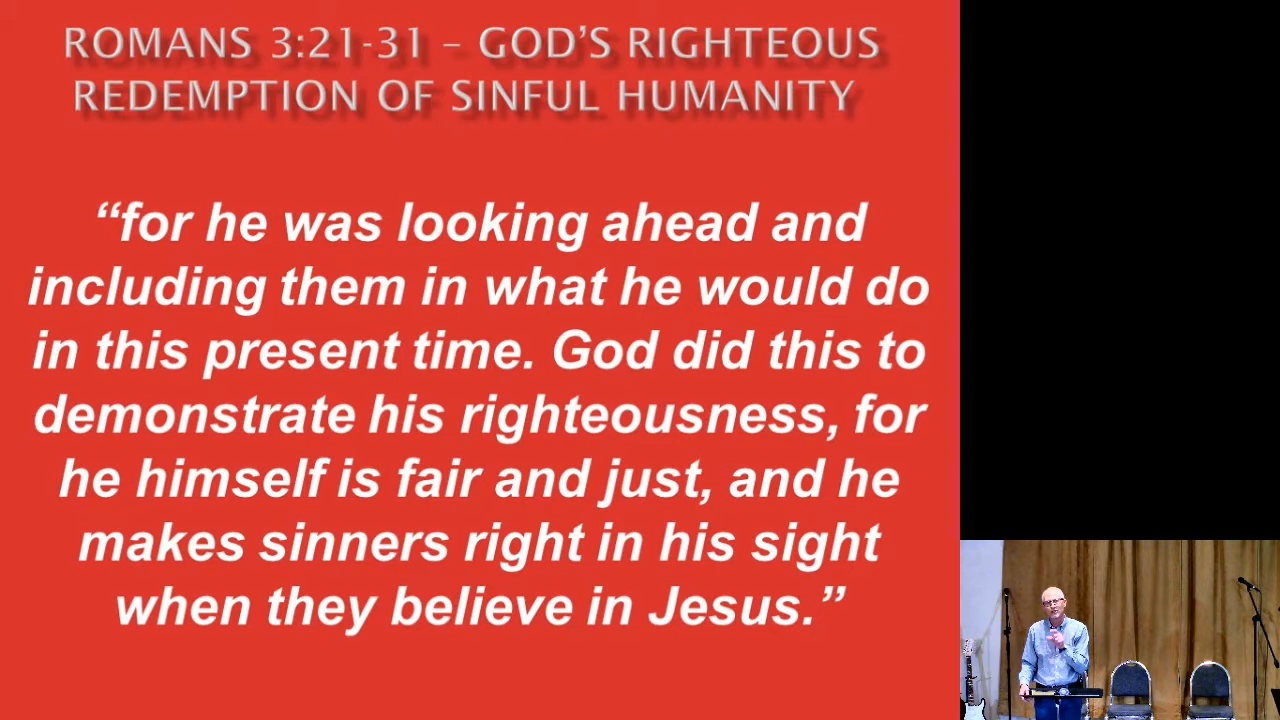 ROMANS 3:21-31 – GOD’S RIGHTEOUS
REDEMPTION OF SINFUL HUMANITY
“for he was looking ahead and
including them in what he would do
in this present time. God did this to
demonstrate his righteousness, for
he himself is fair and just, and he
makes sinners right in his sight
when they believe in Jesus.”